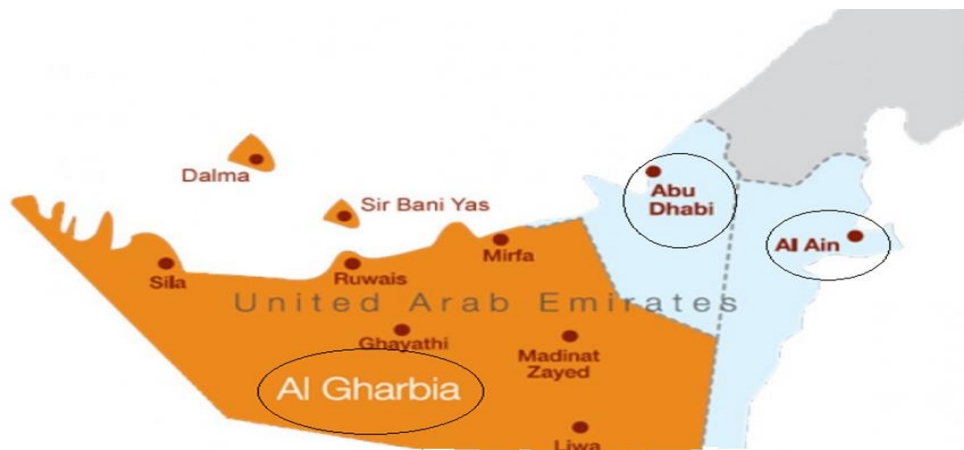 Dalma
Sir Bani Yas
Abu
Dhabi
Al Ain
Sila
Ruwais
Mirfa
United Arab Emirates
Ghayathi
Madinat
Zayed
Al Gharbia
Liwa